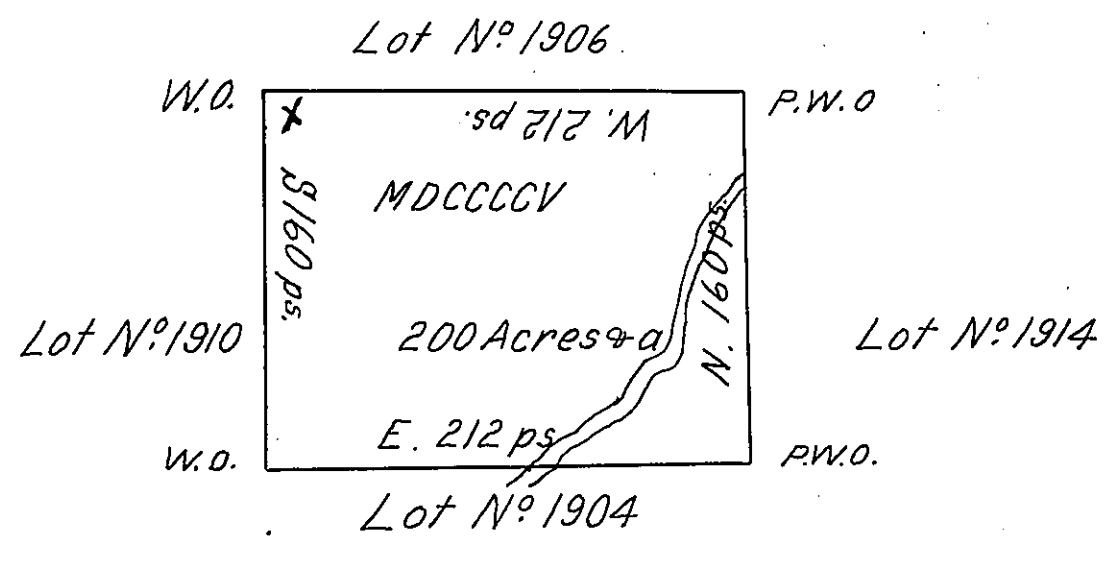 Lot Nº 1906
W.O.
P.W.O
W. 212 ps.
S 160 ps.
MDCCCCV
N. 160 ps.
Lot Nº 1910
200 Acres & a
Lot Nº 1914
E. 212 ps
W.O.
P.W.O.
Lot Nº 1904